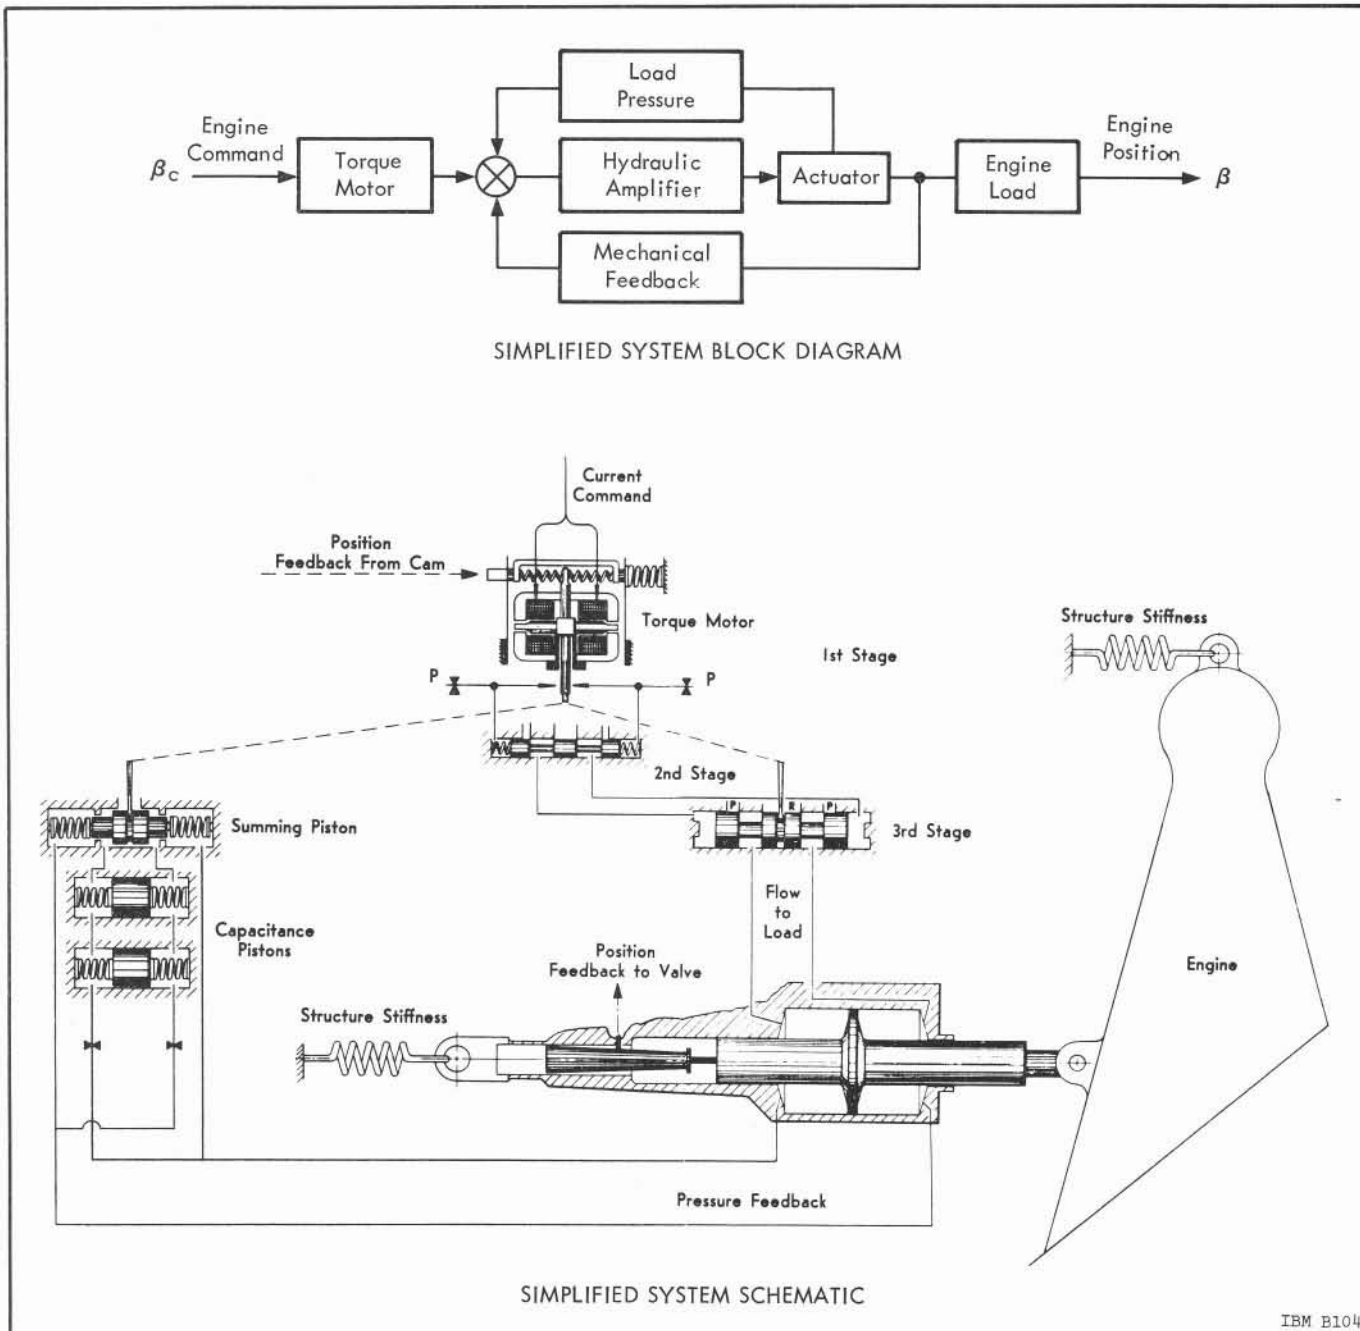 Load
Pressure
Engine
Command
βc
Torque
Motor
Hydraulic
Amplifier
Actuator
Engine
Load
Engine
Position
β
Mechanical
Feedback
SIMPLIFIED SYSTEM BLOCK DIAGRAM
Current
Command
Position
Feedback From Cam
Torque Motor
1st Stage
P
P
Structure Stiffness
2nd Stage
Summing Piston
P
R
P
3rd Stage
Capacitance
Pistons
Flow
to
Load
Position
Feedback to Valve
Engine
Structure Stiffness
Pressure Feedback
SIMPLIFIED SYSTEM SCHEMATIC
IBM B104